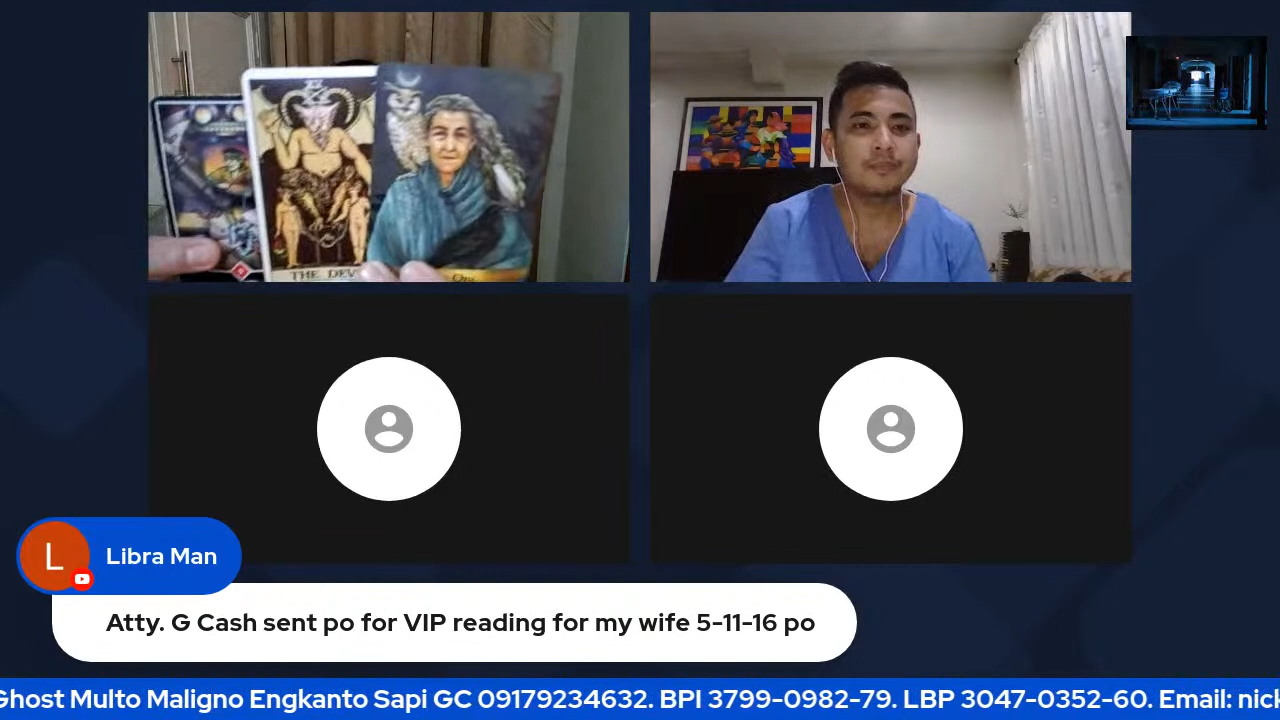 THE DEV
L
Libra Man
Atty. G Cash sent po for VIP reading for my wife 5-11-16 po
Ghost Multo Maligno Engkanto Sapi GC 09179234632. BPI 3799-0982-79. LBP 3047-0352-60. Email: nick